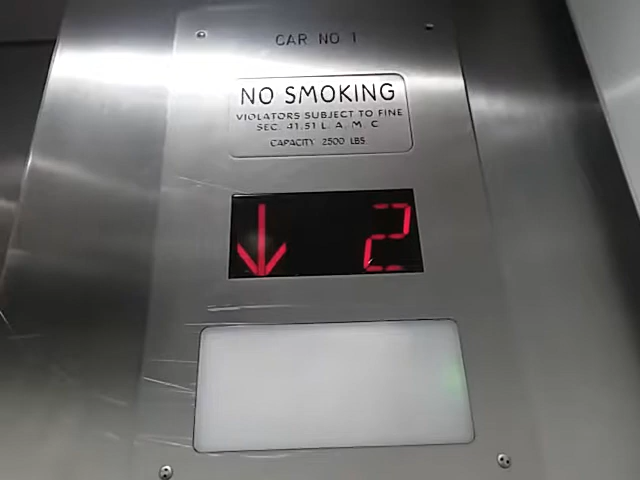 CAR NO 1
NO SMOKING
VIOLATORS SUBJECT TO FINE
SEC. 41.51 L. A. M. C.
CAPACITY 2500 LBS.
↓ 2